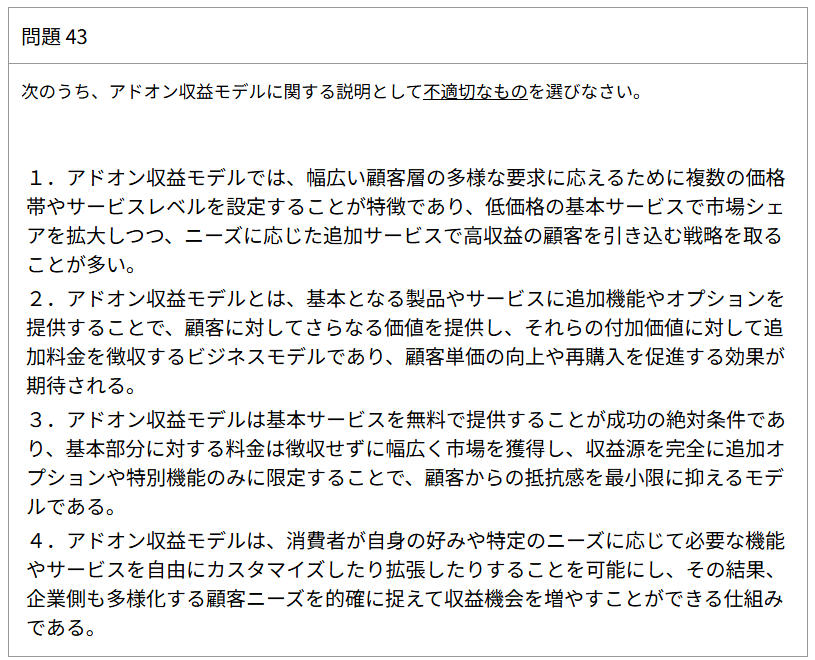 問題 43
次のうち、アドオン収益モデルに関する説明として不適切なものを選びなさい。
１．アドオン収益モデルでは、幅広い顧客層の多様な要求に応えるために複数の価格
帯やサービスレベルを設定することが特徴であり、低価格の基本サービスで市場シェ
アを拡大しつつ、ニーズに応じた追加サービスで高収益の顧客を引き込む戦略を取る
ことが多い。
２．アドオン収益モデルとは、基本となる製品やサービスに追加機能やオプションを
提供することで、顧客に対してさらなる価値を提供し、それらの付加価値に対して追
加料金を徴収するビジネスモデルであり、顧客単価の向上や再購入を促進する効果が
期待される。
３．アドオン収益モデルは基本サービスを無料で提供することが成功の絶対条件であ
り、基本部分に対する料金は徴収せずに幅広く市場を獲得し、収益源を完全に追加オ
プションや特別機能のみに限定することで、顧客からの抵抗感を最小限に抑えるモデ
ルである。
４．アドオン収益モデルは、消費者が自身の好みや特定のニーズに応じて必要な機能
やサービスを自由にカスタマイズしたり拡張したりすることを可能にし、その結果、
企業側も多様化する顧客ニーズを的確に捉えて収益機会を増やすことができる仕組み
である。